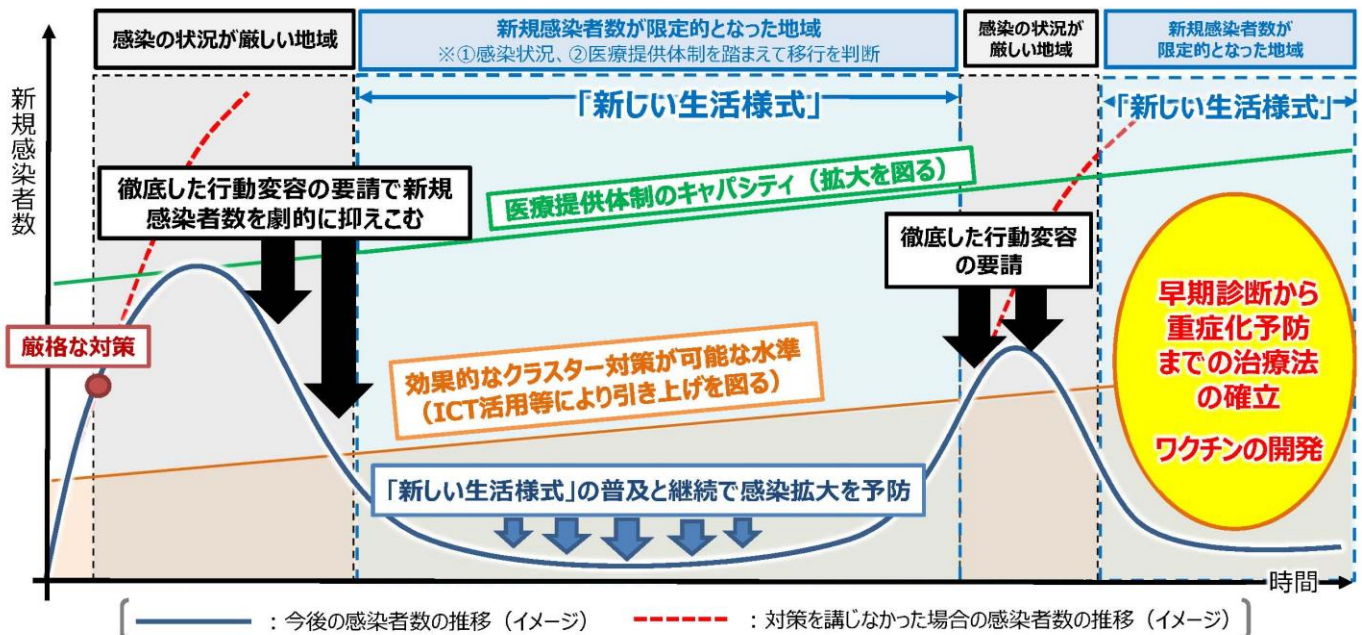 感染の状況が厳しい地域
新規感染者数が限定的となった地域
※①感染状況、②医療提供体制を踏まえて移行を判断
感染の状況が
厳しい地域
新規感染者数が
限定的となった地域
「新しい生活様式」
「新しい生活様式」
新規感染者数
徹底した行動変容の要請で新規
感染者数を劇的に抑えこむ
医療提供体制のキャパシティ（拡大を図る）
徹底した行動変容
の要請
厳格な対策
効果的なクラスター対策が可能な水準
（ICT活用等により引き上げを図る）
早期診断から
重症化予防
までの治療法
の確立
ワクチンの開発
「新しい生活様式」の普及と継続で感染拡大を予防
時間
：今後の感染者数の推移（イメージ）
：対策を講じなかった場合の感染者数の推移（イメージ）